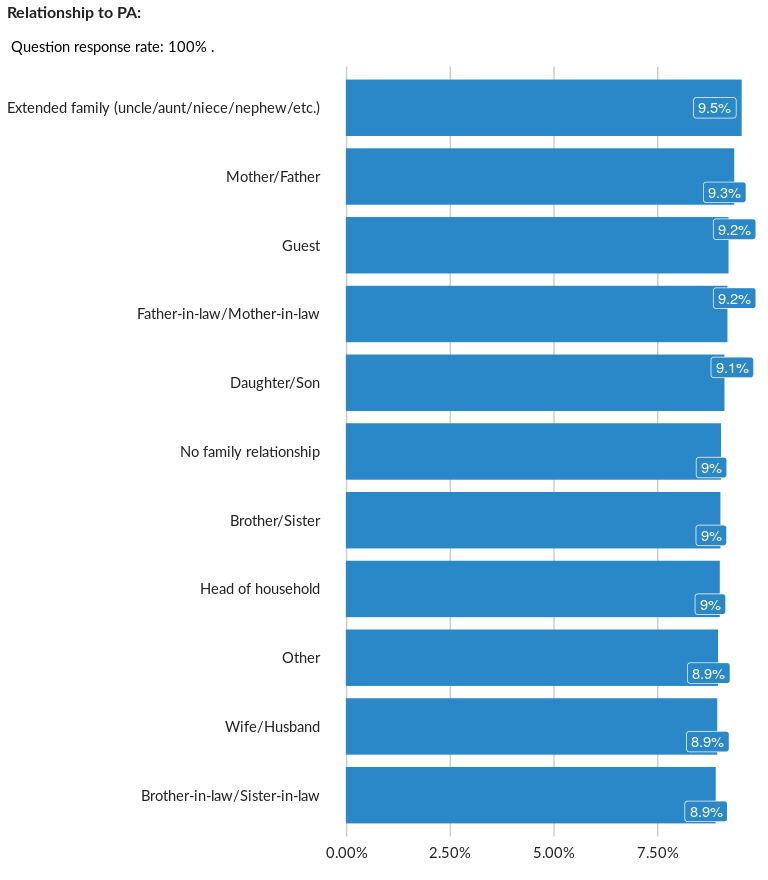 Relationship to PA:
Question response rate: 100% .
Extended family (uncle/aunt/niece/nephew/etc.) 9.5%
Mother/Father 9.3%
Guest 9.2%
Father-in-law/Mother-in-law 9.2%
Daughter/Son 9.1%
No family relationship 9%
Brother/Sister 9%
Head of household 9%
Other 8.9%
Wife/Husband 8.9%
Brother-in-law/Sister-in-law 8.9%
0.00% 2.50% 5.00% 7.50%